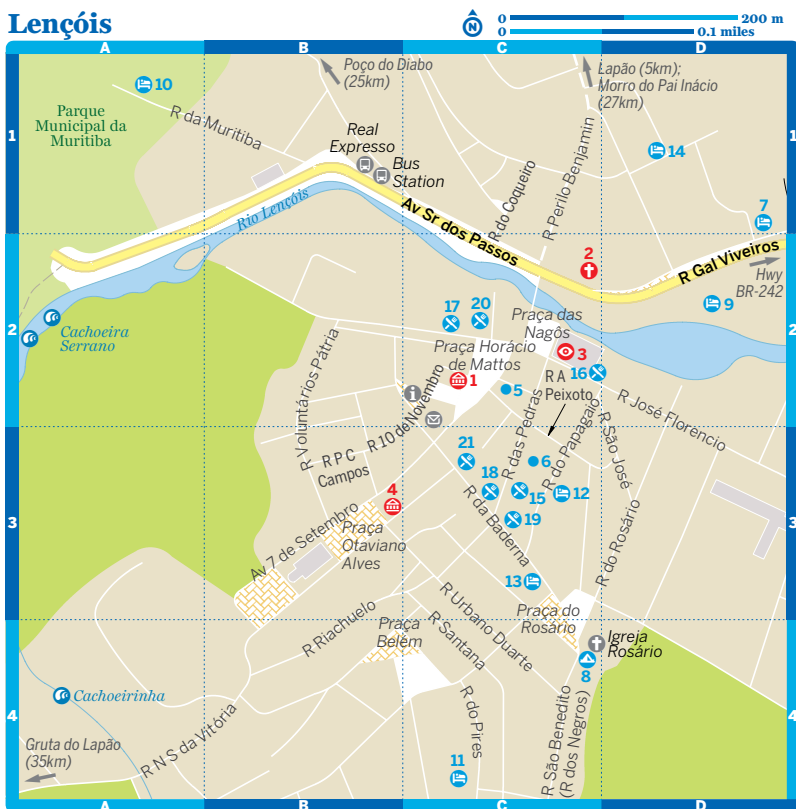 Lençóis
0
200 m
0
0.1 miles
A
B
C
D
Poço do Diabo
(25km)
Lapão (5km);
Morro do Pai Inácio
(27km)
10
Parque
Municipal da
Muritiba
R da Muritiba
Real
Expresso
Bus
Station
1
1
14
R do Coqueiro
R Perilo Benjamin
7
Rio Lençóis
Av Sr dos Passos
2
R Gal Viveiros
Hwy
BR-242
9
17
20
Praça das
Nagôs
2
2
Cachoeira
Serrano
Praça Horácio
de Mattos
3
1
16
5
R A
Peixoto
i
R Voluntários Pátria
R 10 de Novembro
R das Pedras
R do Papagaio
R José Florencio
R São José
R P C
Campos
21
6
18
15
12
4
19
3
3
Av 7 de Setembro
Praça
Otaviano
Alves
R da Baderna
R do Rosário
13
R Riachuelo
R Urbano Duarte
Praça do
Rosário
Praça
Belém
R Santana
Igreja
Rosário
8
Cachoeirinha
R do Pires
R São Benedito
(R dos Negros)
4
4
R N S da Vitória
Gruta do Lapão
(35km)
11
A
B
C
D